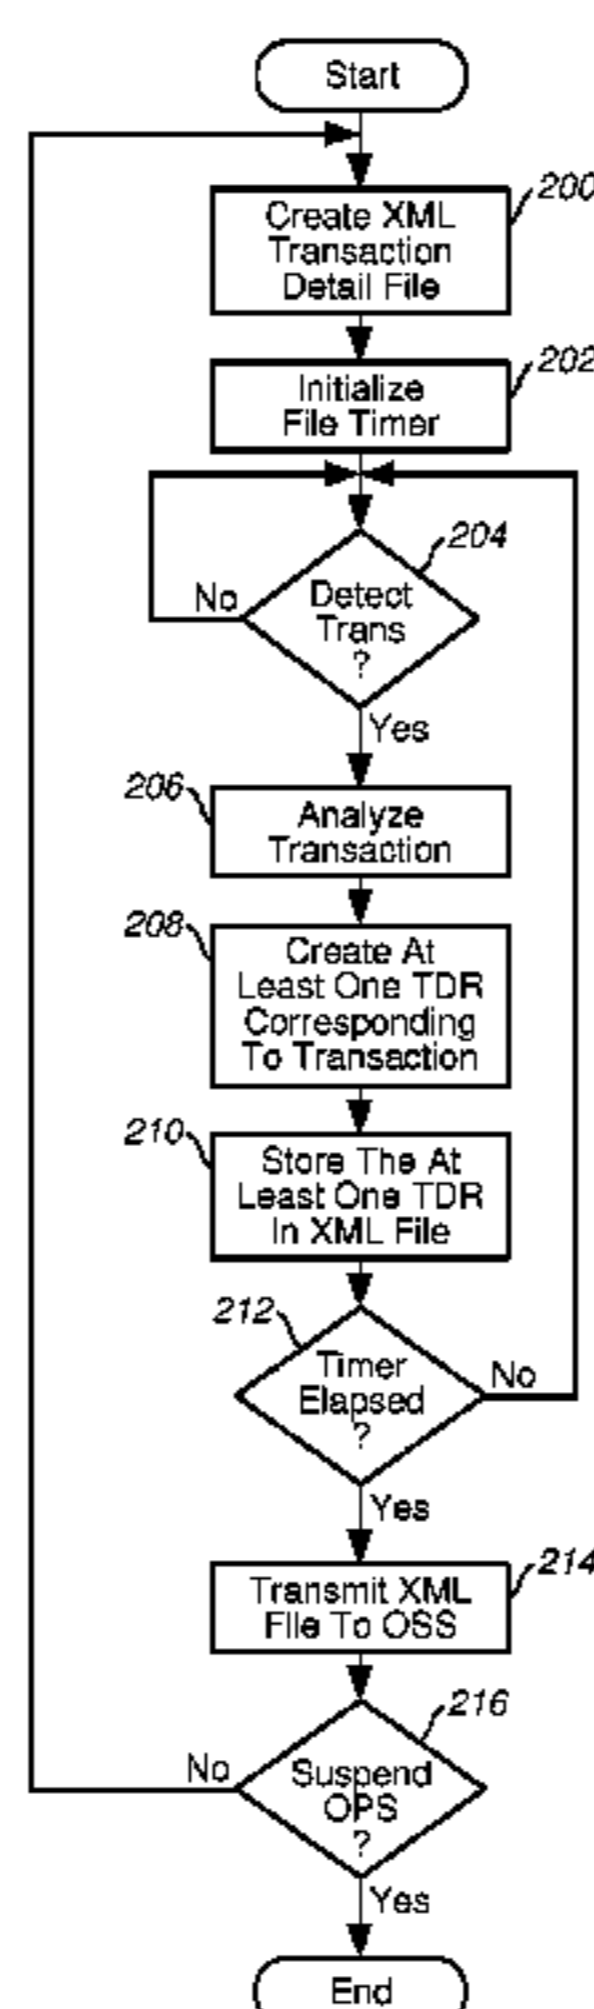 Start
200
Create XML
Transaction
Detail File
202
Initialize
File Timer
204
Detect
Trans
?
No
Yes
206
Analyze
Transaction
208
Create At
Least One TDR
Corresponding
To Transaction
210
Store The At
Least One TDR
In XML File
212
Timer
Elapsed
?
No
Yes
214
Transmit XML
File To OSS
216
Suspend
OPS
?
No
Yes
End